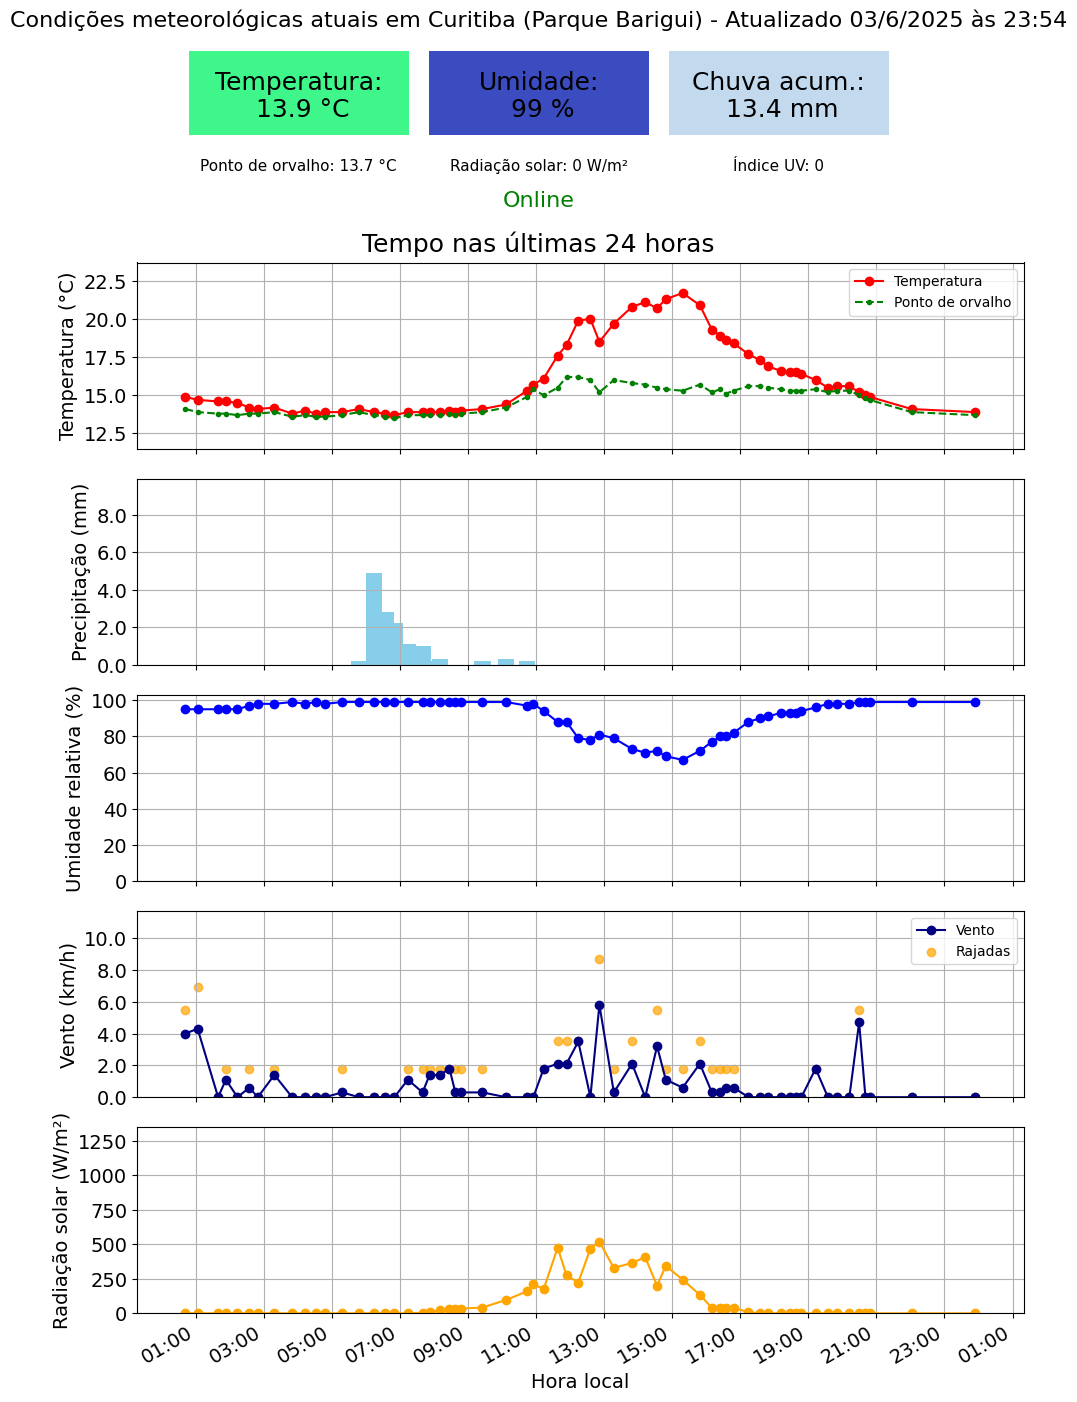 Condições meteorológicas atuais em Curitiba (Parque Barigui) - Atualizado 03/6/2025 às 23:54
Temperatura:
13.9 °C
Umidade:
99 %
Chuva acum.:
13.4 mm
Ponto de orvalho: 13.7 °C
Radiação solar: 0 W/m²
Índice UV: 0
Online
Tempo nas últimas 24 horas
Temperatura (°C)
22.5
20.0
17.5
15.0
12.5
Temperatura
Ponto de orvalho
Precipitação (mm)
8.0
6.0
4.0
2.0
0.0
Umidade relativa (%)
100
80
60
40
20
0
Vento (km/h)
10.0
8.0
6.0
4.0
2.0
0.0
Vento
Rajadas
Radiação solar (W/m²)
1250
1000
750
500
250
0
01:00 03:00 05:00 07:00 09:00 11:00 13:00 15:00 17:00 19:00 21:00 23:00 01:00
Hora local